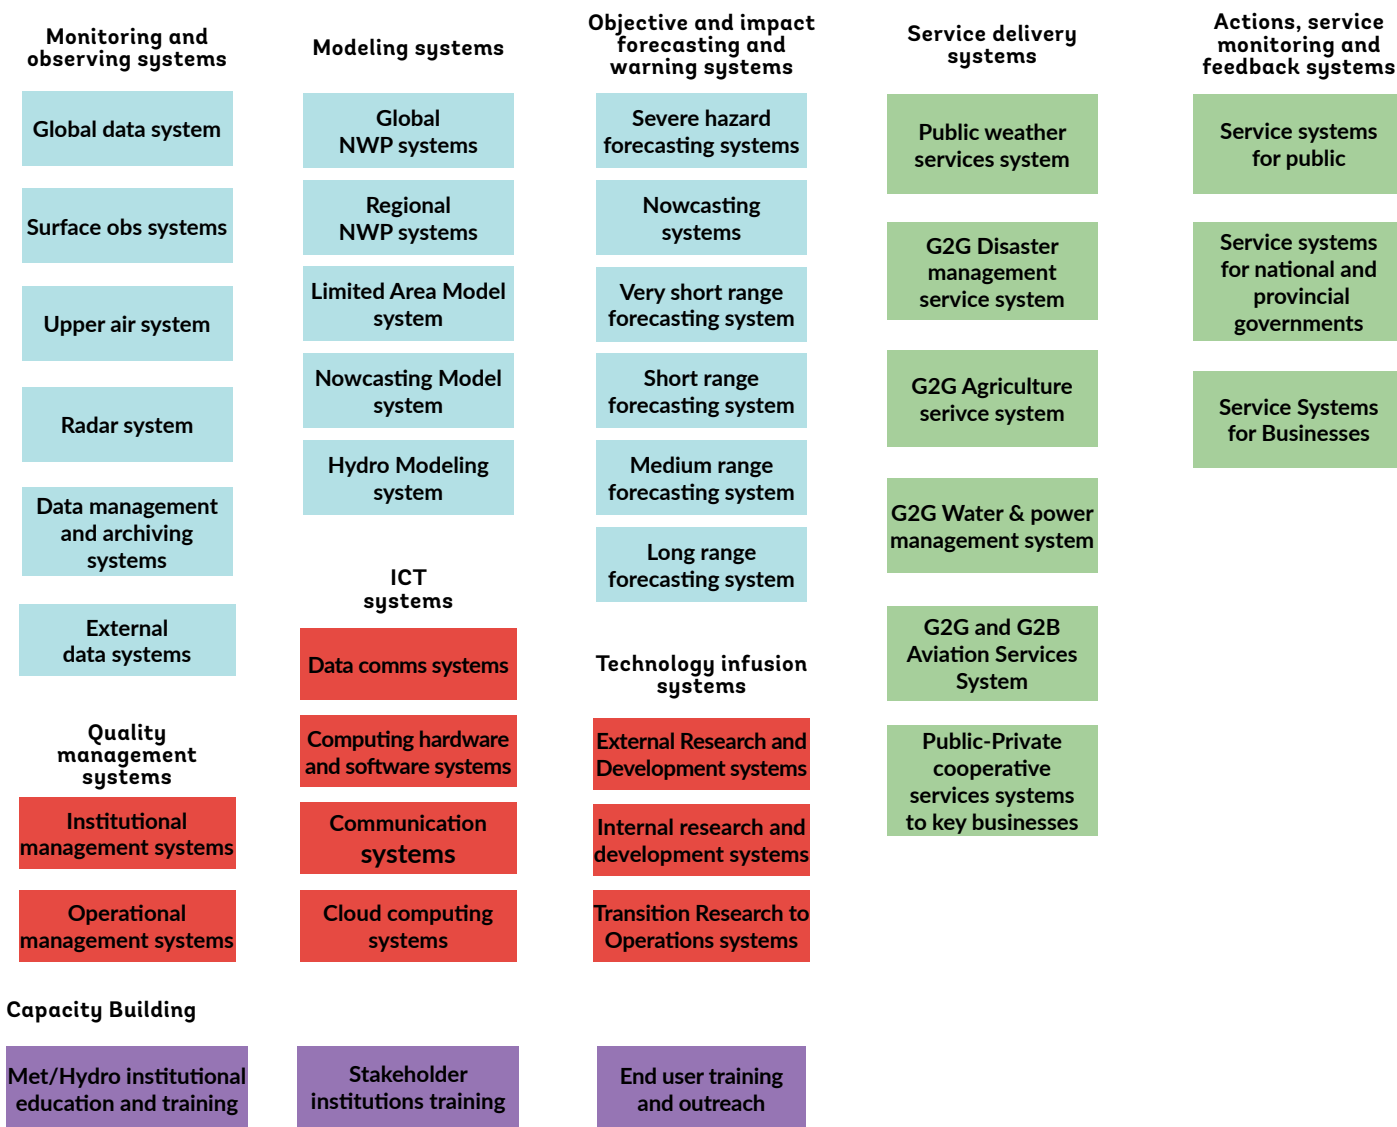 Monitoring and
observing systems
Global data system
Surface obs systems
Upper air system
Radar system
Data management
and archiving
systems
External
data systems
Quality
management
systems
Institutional
management systems
Operational
management systems
Modeling systems
Global
NWP systems
Regional
NWP systems
Limited Area Model
system
Nowcasting Model
system
Hydro Modeling
system
ICT
systems
Data comms systems
Computing hardware
and software systems
Communication
systems
Cloud computing
systems
Objective and impact
forecasting and
warning systems
Severe hazard
forecasting systems
Nowcasting
systems
Very short range
forecasting system
Short range
forecasting system
Medium range
forecasting system
Long range
forecasting system
Technology infusion
systems
External Research and
Development systems
Internal research and
development systems
Transition Research to
Operations systems
Service delivery
systems
Public weather
services system
G2G Disaster
management
service system
G2G Agriculture
serivce system
G2G Water & power
management system
G2G and G2B
Aviation Services
System
Public-Private
cooperative
services systems
to key businesses
Actions, service
monitoring and
feedback systems
Service systems
for public
Service systems
for national and
provincial
governments
Service Systems
for Businesses
Capacity Building
Met/Hydro institutional
education and training
Stakeholder
institutions training
End user training
and outreach